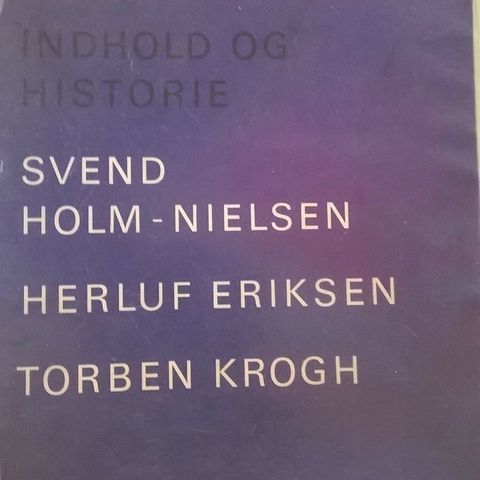 INDHOLD OG
HISTORIE
SVEND
HOLM-NIELSEN
HERLUF ERIKSEN
TORBEN KROGH